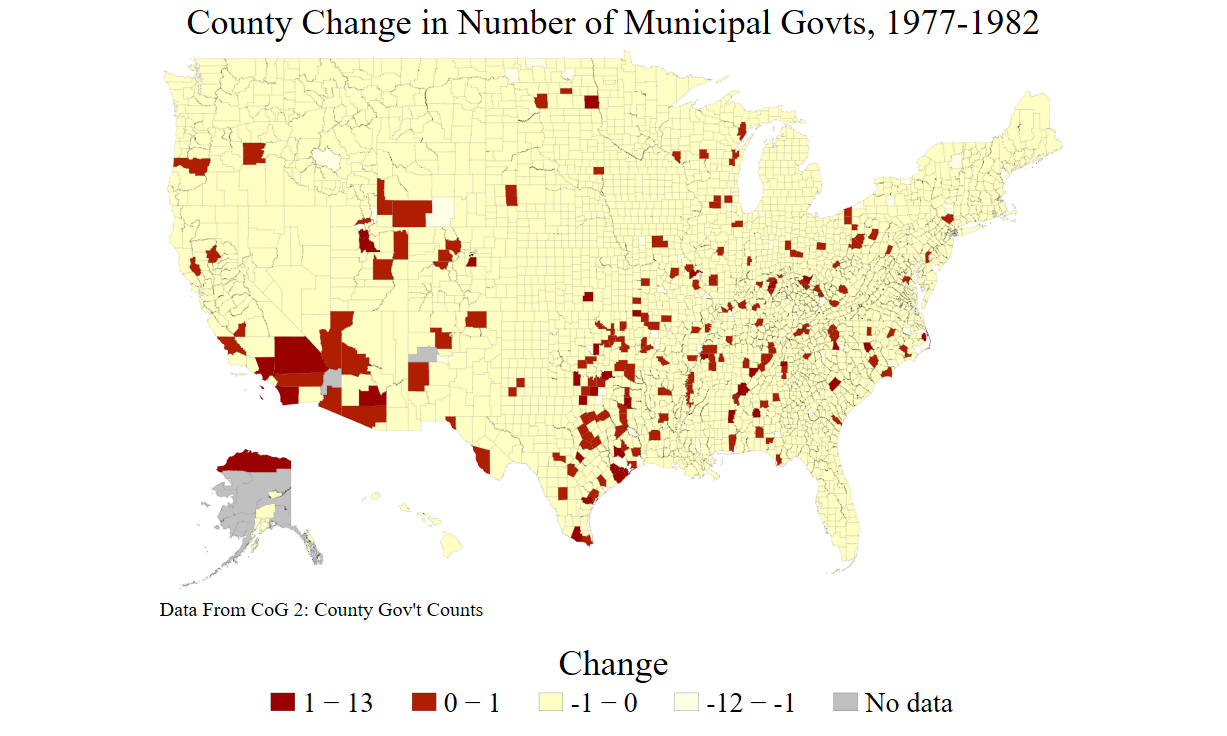 County Change in Number of Municipal Govts, 1977-1982
Data From CoG 2: County Gov't Counts
Change
1 − 13
0 − 1
-1 − 0
-12 − -1
No data